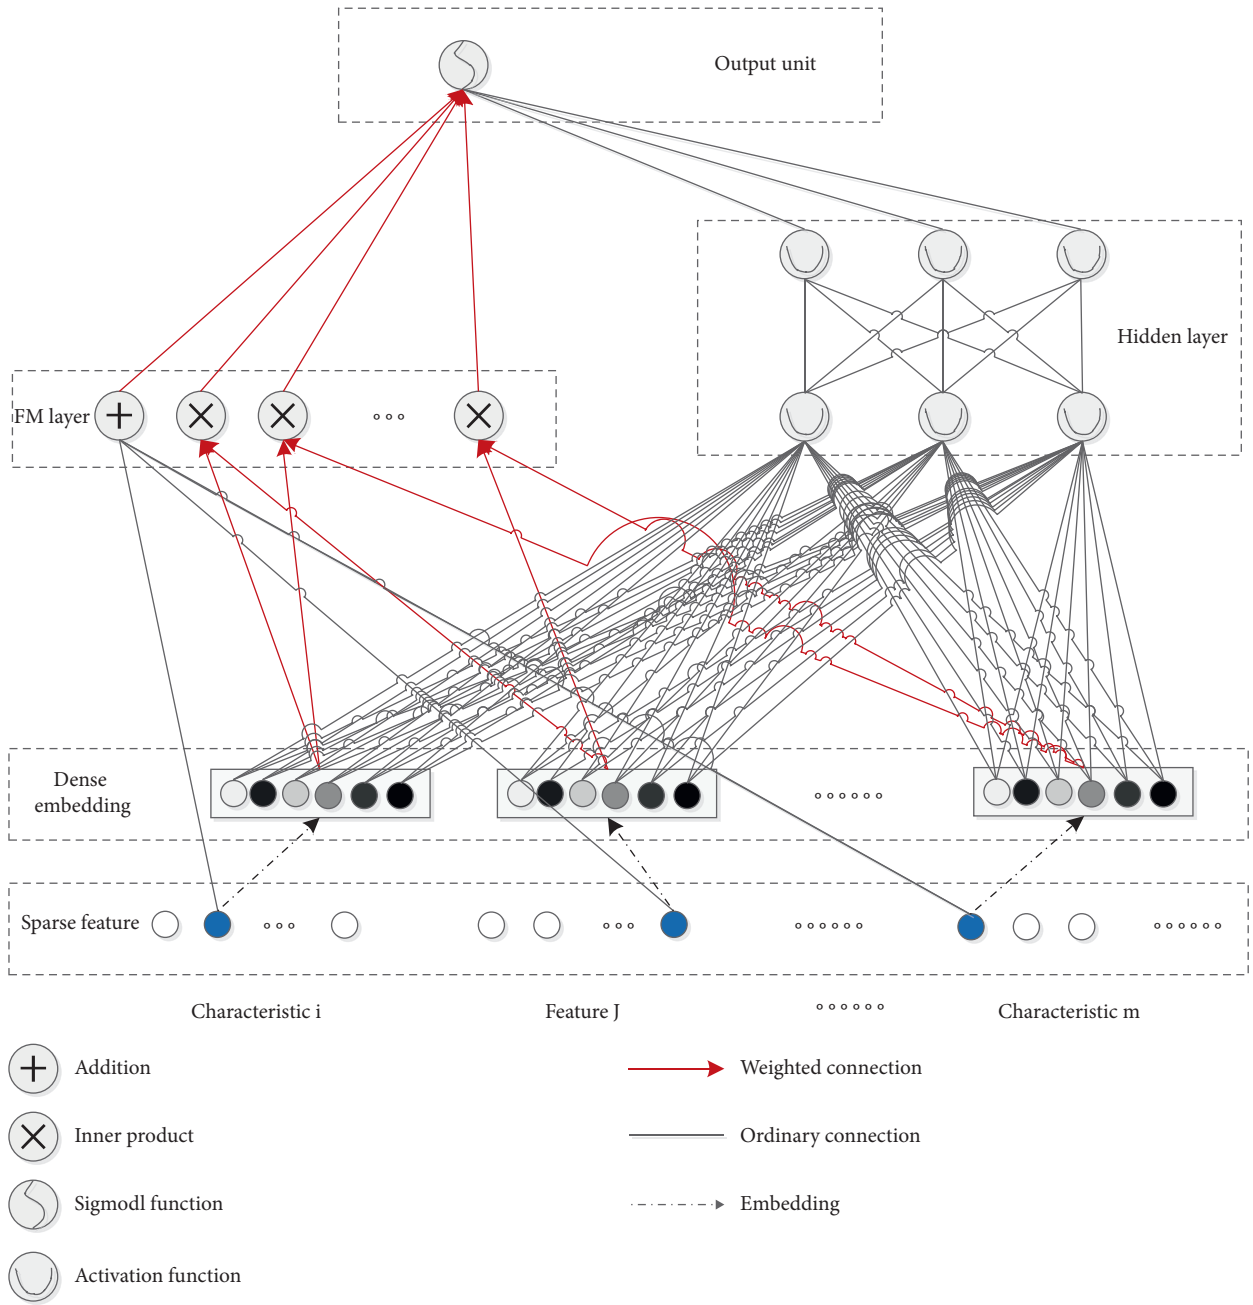 Output unit
Hidden layer
FM layer
Dense
embedding
Sparse feature
Characteristic i
Feature J
Characteristic m
Addition
Weighted connection
Inner product
Ordinary connection
Sigmodl function
Embedding
Activation function